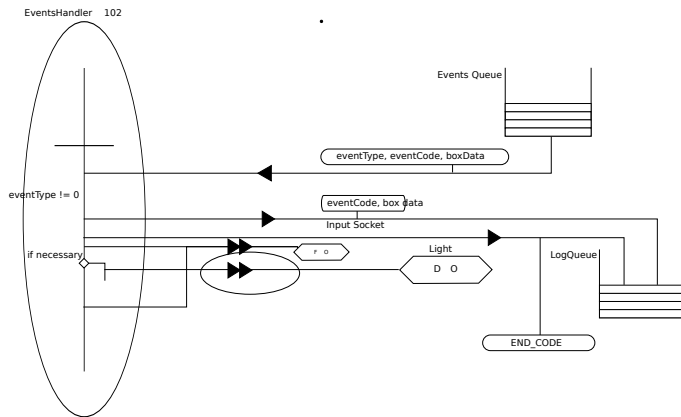 EventsHandler 102
Events Queue
eventType, eventCode, boxData
eventType != 0
eventCode, box data
Input Socket
if necessary
P O
Light
D O
LogQueue
END_CODE